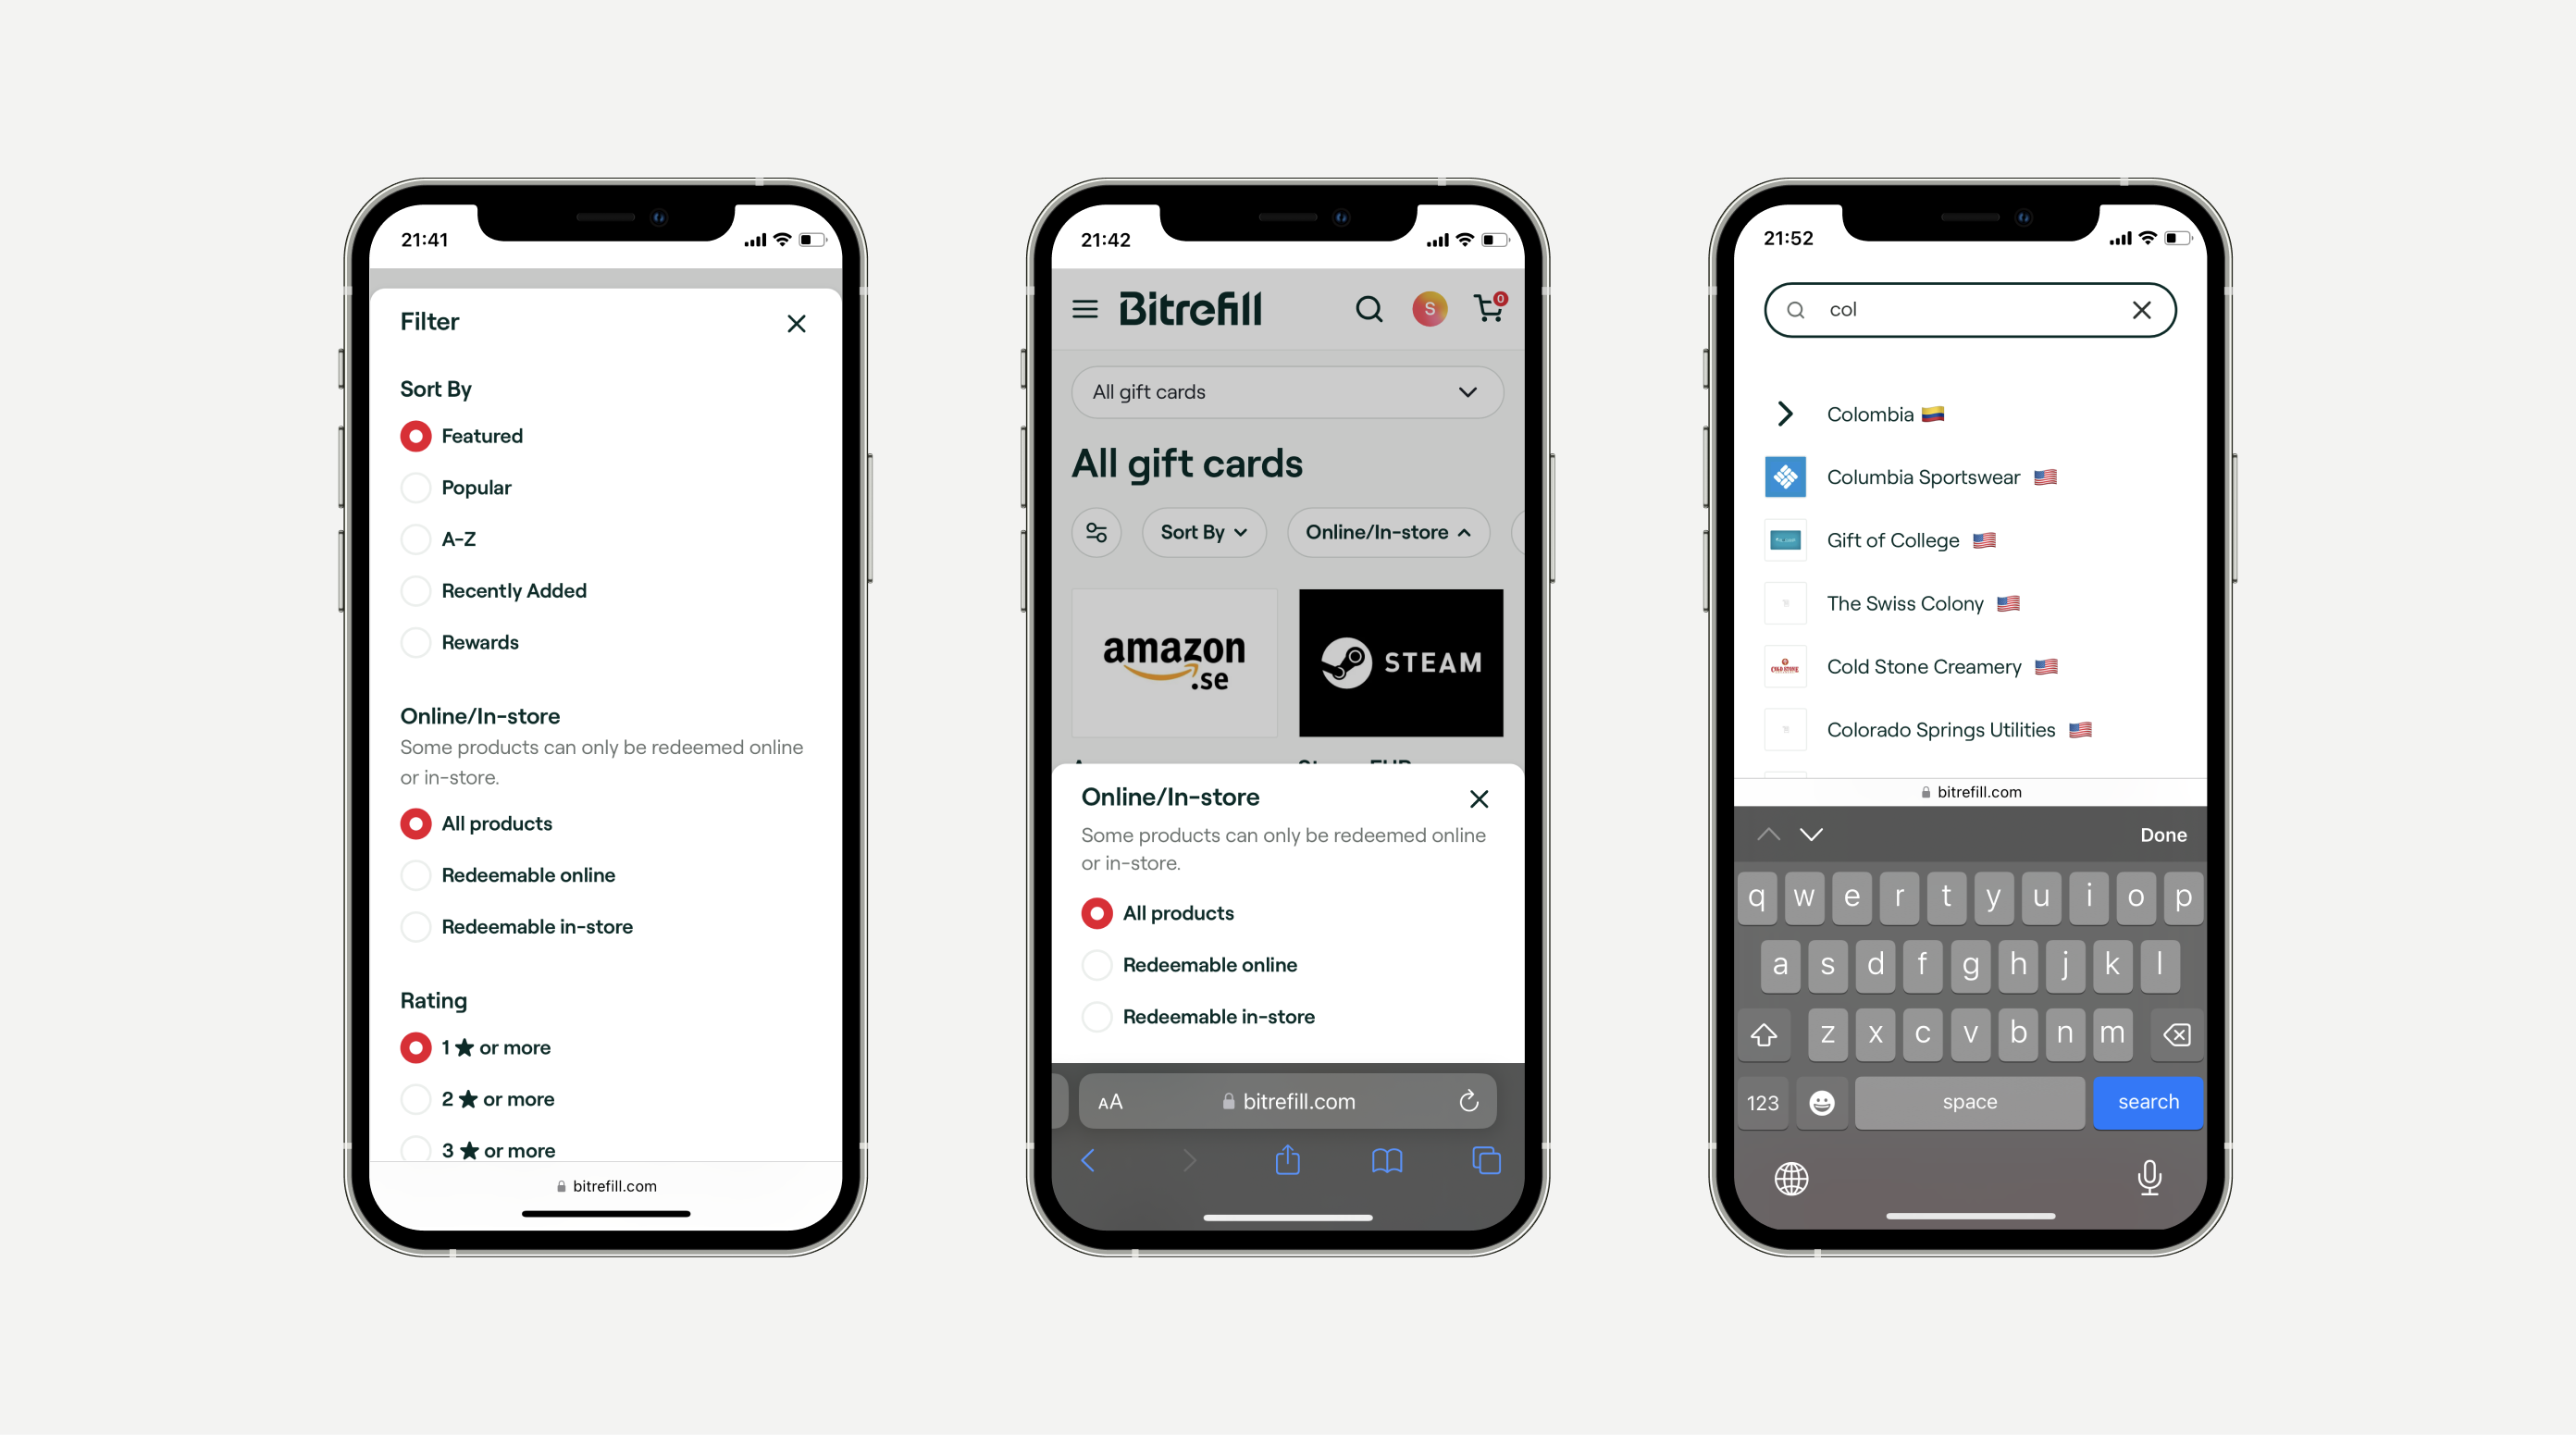 21:41
Filter
Sort By
Featured
Popular
A-Z
Recently Added
Rewards
Online/In-store
Some products can only be redeemed online
or in-store.
All products
Redeemable online
Redeemable in-store
Rating
1 ★ or more
2 ★ or more
3 ★ or more
bitrefill.com
21:42
Bitrefill
S
0
All gift cards
All gift cards
Sort By
Online/In-store
amazon
.se
STEAM
Online/In-store
Some products can only be redeemed online
or in-store.
All products
Redeemable online
Redeemable in-store
AA
bitrefill.com
21:52
col
Colombia
Columbia Sportswear
Gift of College
The Swiss Colony
COLD STONE
Cold Stone Creamery
Colorado Springs Utilities
bitrefill.com
Done
q w e r t y u i o p
a s d f g h j k l
z x c v b n m
123
space
search